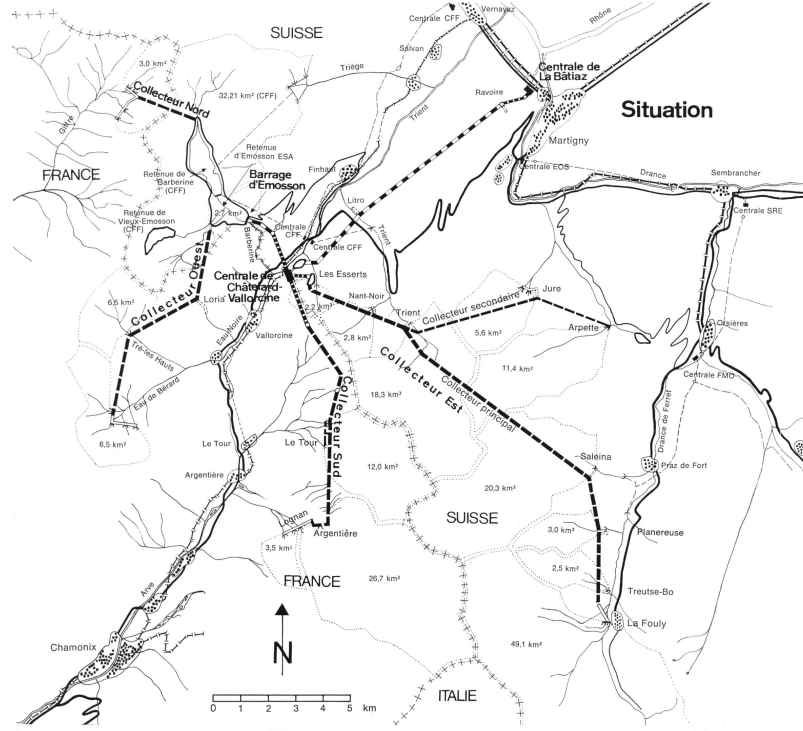 SUISSE
Centrale CFF
Vernayaz
Rhône
Salvan
3,0 km²
Triège
Centrale de
La Bâtiaz
Collecteur Nord
32,21 km² (CFF)
Ravoire
Trient
Situation
Giffre
Retenue
d'Emosson ESA
Martigny
FRANCE
Finhaut
Barrage
d'Emosson
Retenue de
Barberine
(CFF)
Centrale EOS
Drance
Sembrancher
Litro
Retenue de
Vieux-Emosson
(CFF)
2,7 km²
Barberine
Centrale
CFF
Trient
Centrale SRE
Centrale CFF
Collecteur Ouest
Centrale de
Châtelard-
Vallorcine
Les Esserts
6,5 km²
Loria
2,2 km²
Nant-Noir
Trient
Collecteur secondaire
Jure
Eau Noire
Vallorcine
Arpette
Orsières
Tré-les Hauts
2,8 km²
5,6 km²
11,4 km²
Eau de Bérard
Collecteur Est
Collecteur principal
Centrale FMO
Collecteur Sud
18,3 km²
Drance de Ferret
6,5 km²
Le Tour
Le Tour
Saleina
Argentière
12,0 km²
Praz de Fort
20,3 km²
Lognan
SUISSE
Argentière
3,0 km²
Planereuse
3,5 km²
FRANCE
26,7 km²
2,5 km²
Arve
Treutse-Bo
La Fouly
Chamonix
N
49,1 km²
ITALIE
0 1 2 3 4 5 km